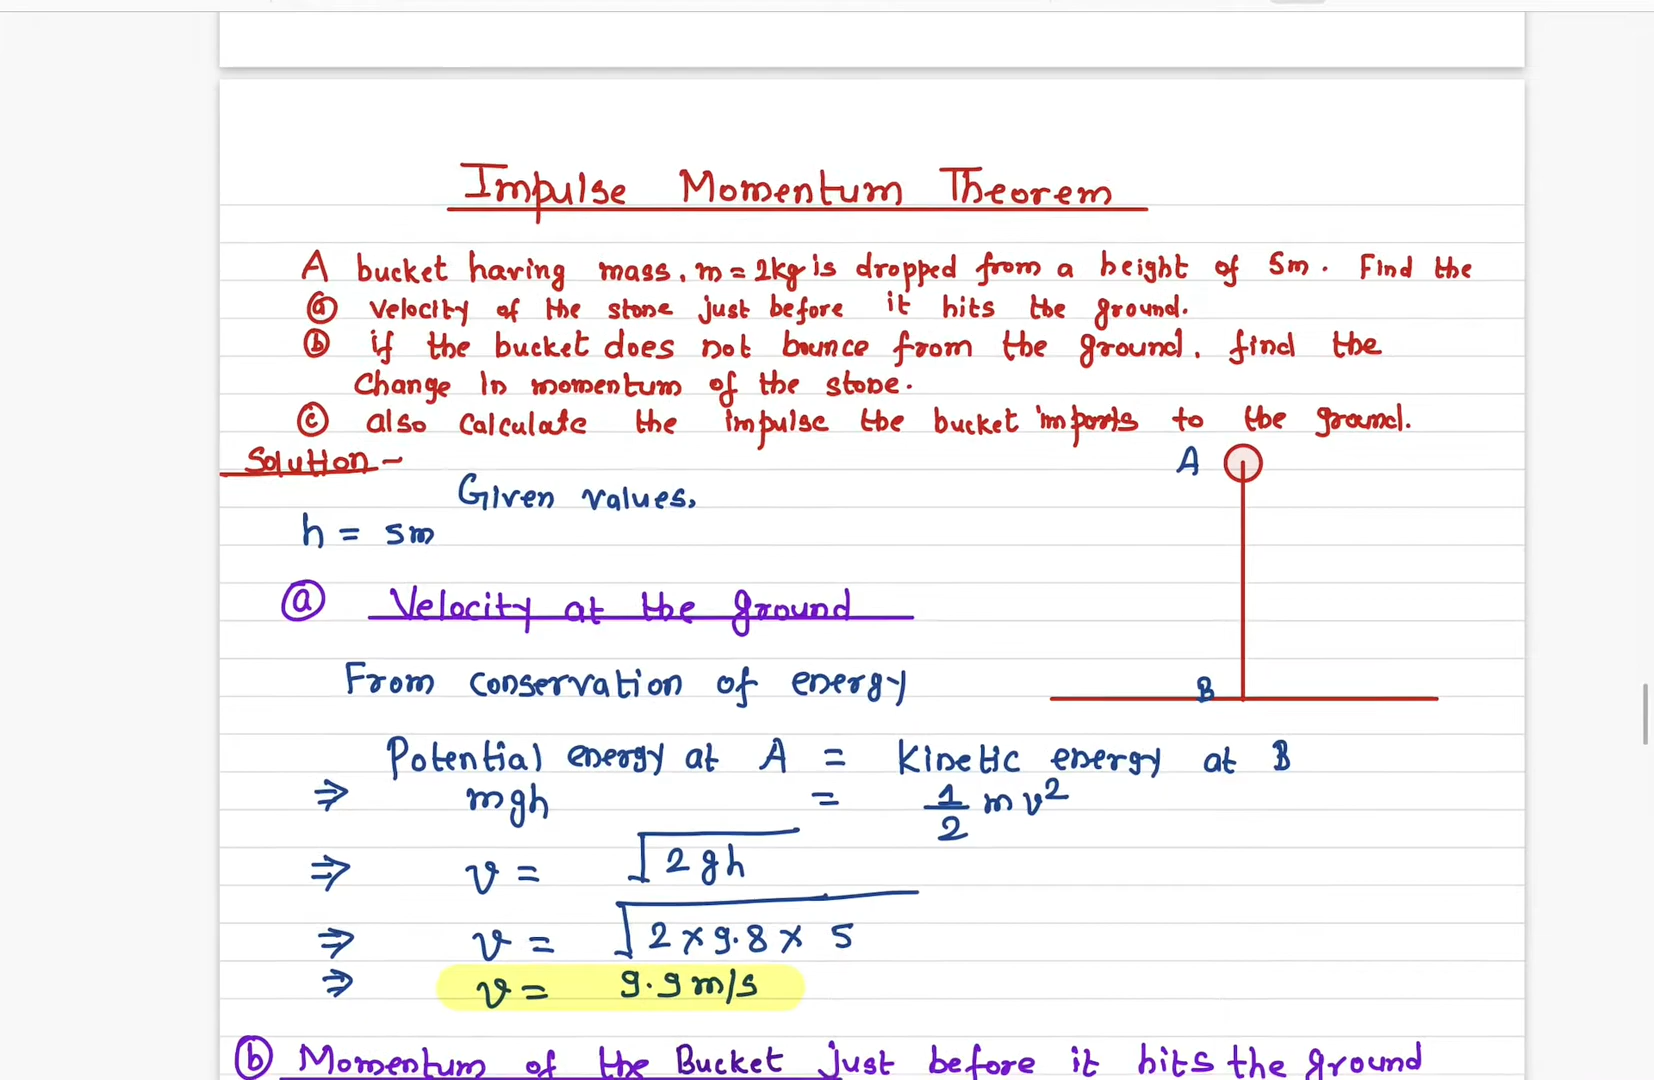 Impulse Momentum Theorem
A bucket having mass, m = 2kg is dropped from a height of 5m. Find the
(a) velocity of the stone just before it hits the ground.
(b) if the bucket does not bounce from the ground, find the
Change in momentum of the stone.
(c) also calculate the impulse the bucket imparts to the ground.
Solution -
A
Given values,
h = 5m
(a) Velocity at the ground
From conservation of energy
B
Potential energy at A = Kinetic energy at B
⇒ mgh = 1/2 mv²
⇒ v = √2gh
⇒ v = √2×9.8×5
⇒ v = 9.9m/s
(b) Momentum of the Bucket just before it hits the ground